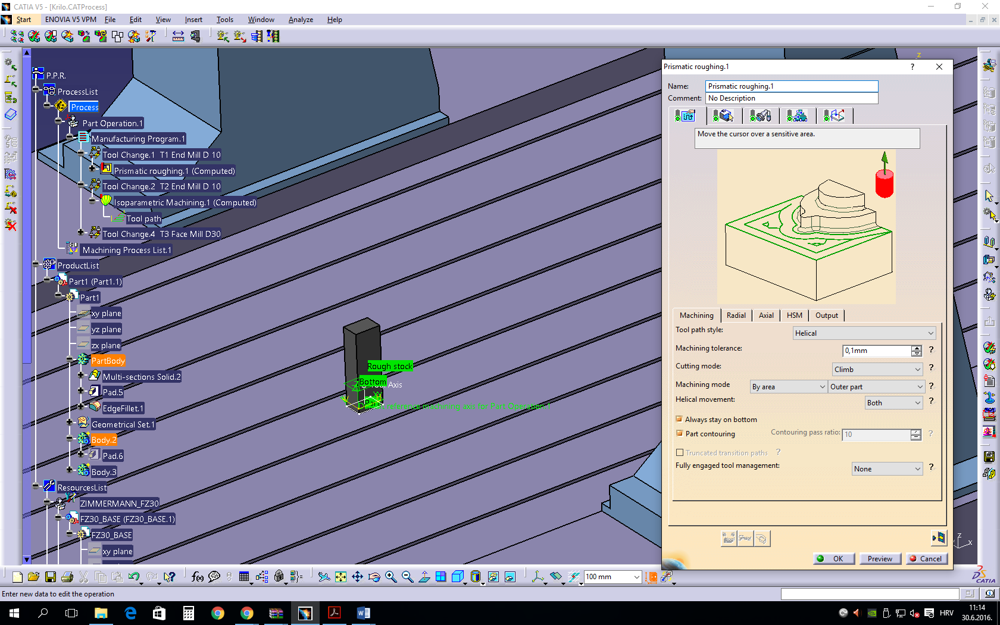 CATIA V5 - [Krilo.CATProcess]
Start ENOVIA V5 VPM File Edit View Insert Tools Window Analyze Help
P.P.R.
ProcessList
Process
Part Operation.1
Manufacturing Program.1
Tool Change.1 T1 End Mill D 10
Prismatic roughing.1 (Computed)
Tool Change.2 T2 End Mill D 10
Isoparametric Machining.1 (Computed)
Tool path
Tool Change.4 T3 Face Mill D30
Machining Process List.1
ProductList
Part1 (Part1.1)
Part1
xy plane
yz plane
zx plane
PartBody
Multi-sections Solid.2
Pad.5
EdgeFillet.1
Geometrical Set.1
Body.2
Pad.6
Body.3
ResourcesList
ZIMMERMANN_FZ30
FZ30_BASE (FZ30_BASE.1)
FZ30_BASE
xy plane
Rough stock
Bottom
Axis
reference machining axis for Part Operation.1
z
Prismatic roughing.1 ?
Name: Prismatic roughing.1
Comment: No Description
Move the cursor over a sensitive area.
Machining Radial Axial HSM Output
Tool path style: Helical
Machining tolerance: 0,1mm ?
Cutting mode: Climb ?
Machining mode By area Outer part ?
Helical movement: Both ?
Always stay on bottom
Part contouring Contouring pass ratio: 10 ?
Truncated transition paths ?
Fully engaged tool management: None ?
OK Preview Cancel
z
x
f(x)
100 mm
DS CATIA
Enter new data to edit the operation
HRV
11:14
30.6.2016.